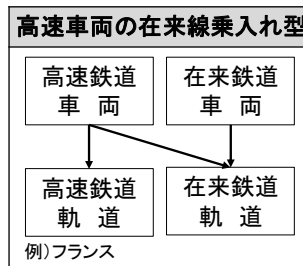 高速車両の在来線乗入れ型
高速鉄道 在来鉄道
車 両 車 両
高速鉄道 在来鉄道
軌 道 軌 道
例）フランス